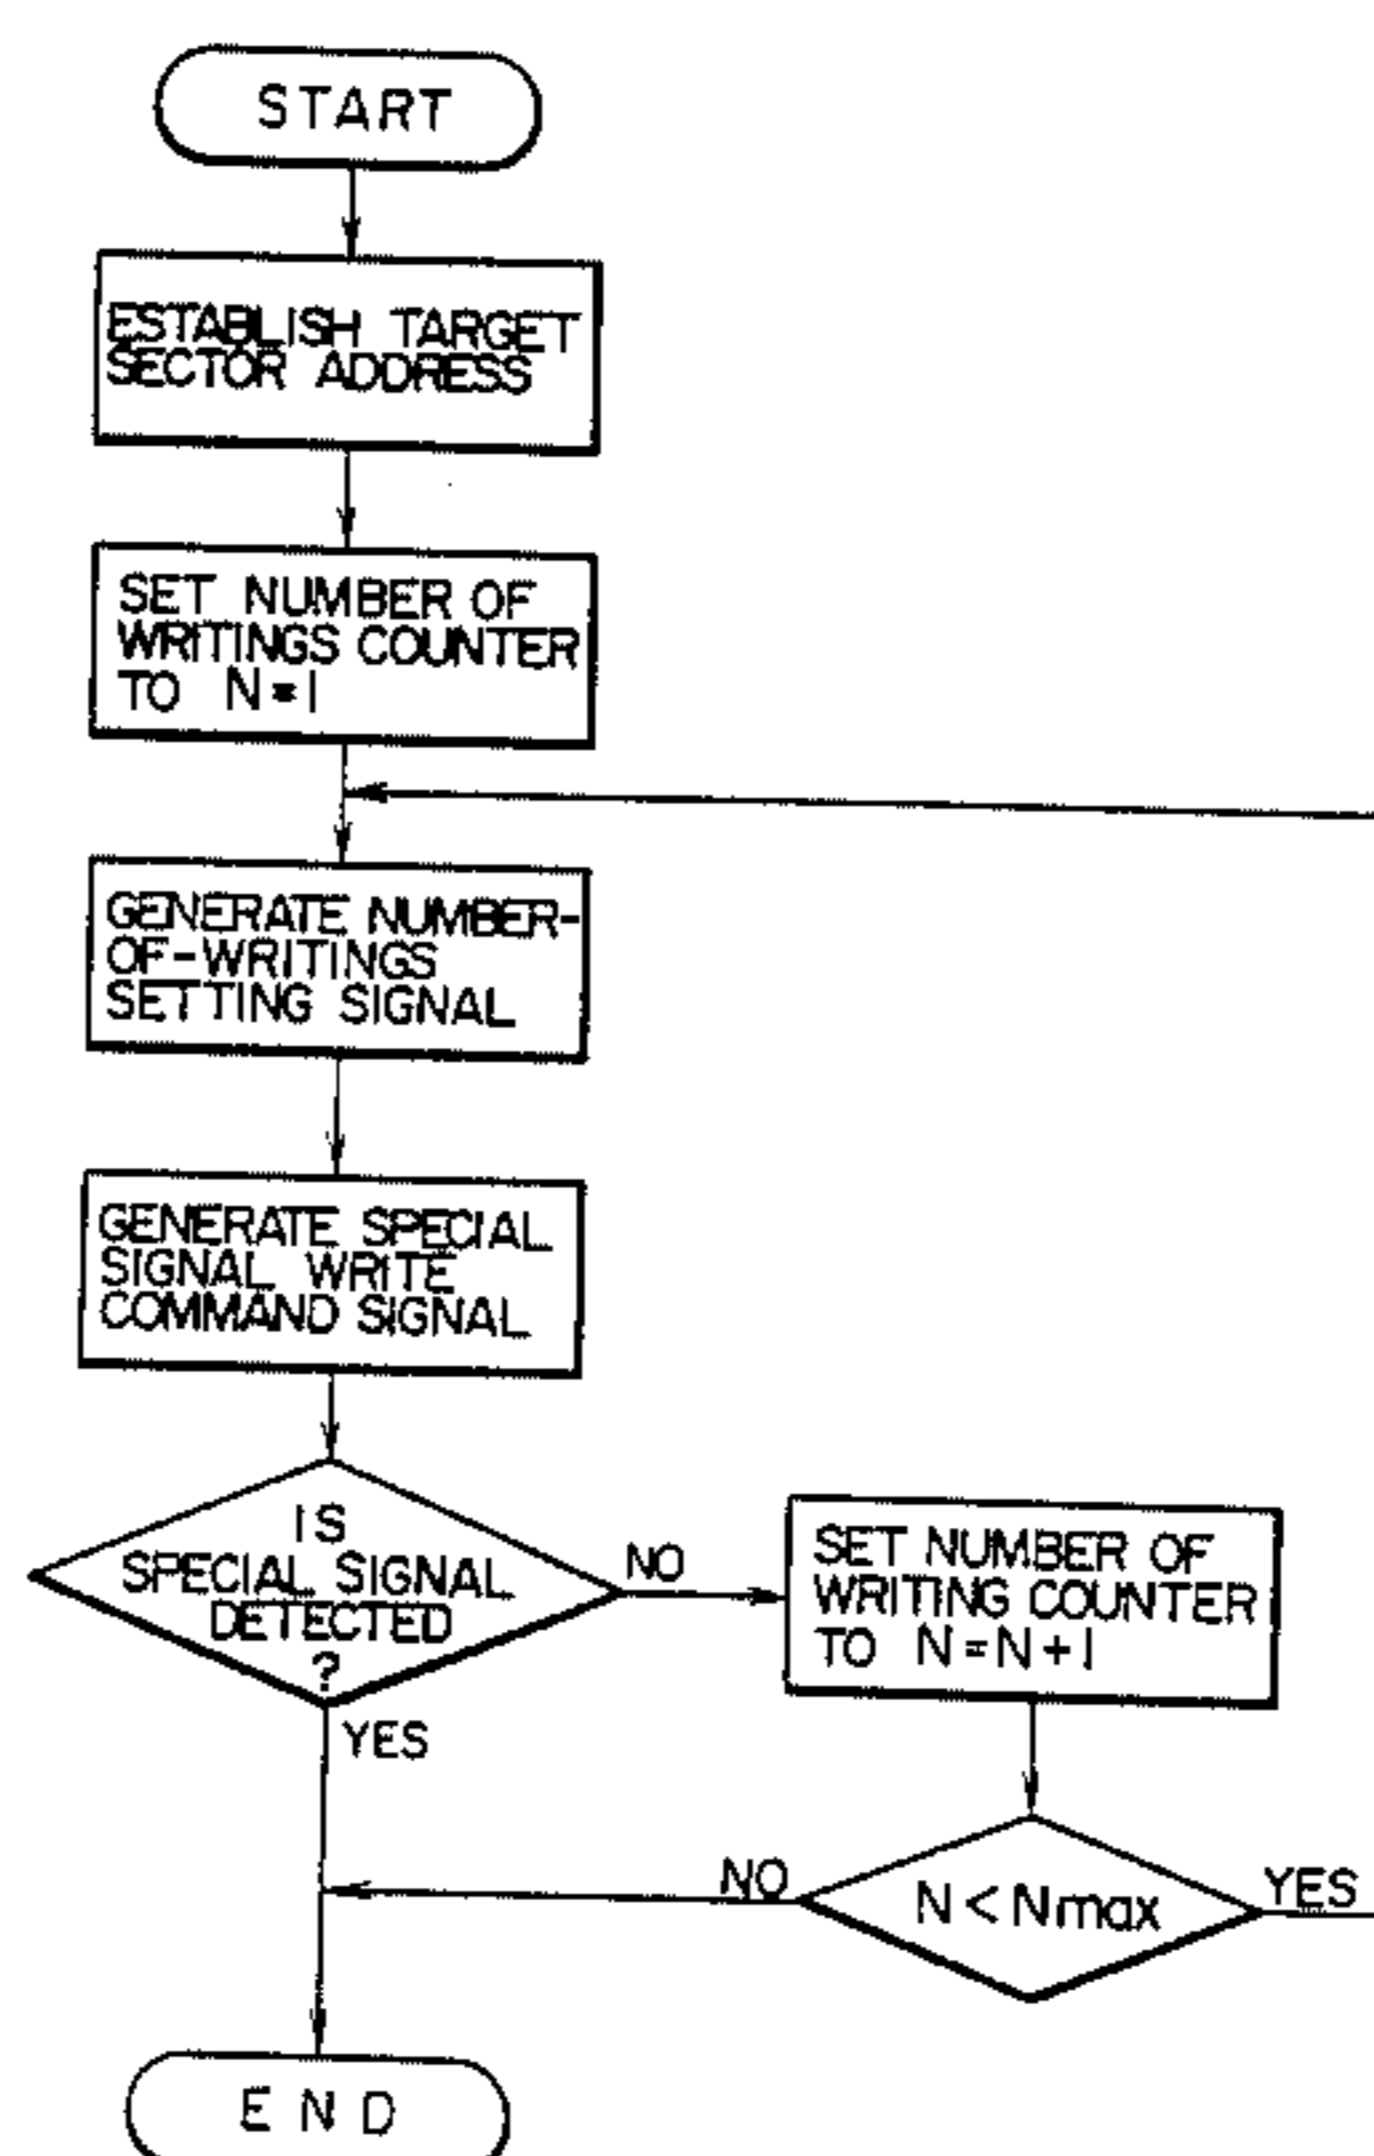 START
ESTABLISH TARGET
SECTOR ADDRESS
SET NUMBER OF
WRITINGS COUNTER
TO N=1
GENERATE NUMBER-
OF-WRITINGS
SETTING SIGNAL
GENERATE SPECIAL
SIGNAL WRITE
COMMAND SIGNAL
IS
SPECIAL SIGNAL
DETECTED
?
NO
YES
SET NUMBER OF
WRITING COUNTER
TO N=N+1
N<Nmax
NO
YES
END